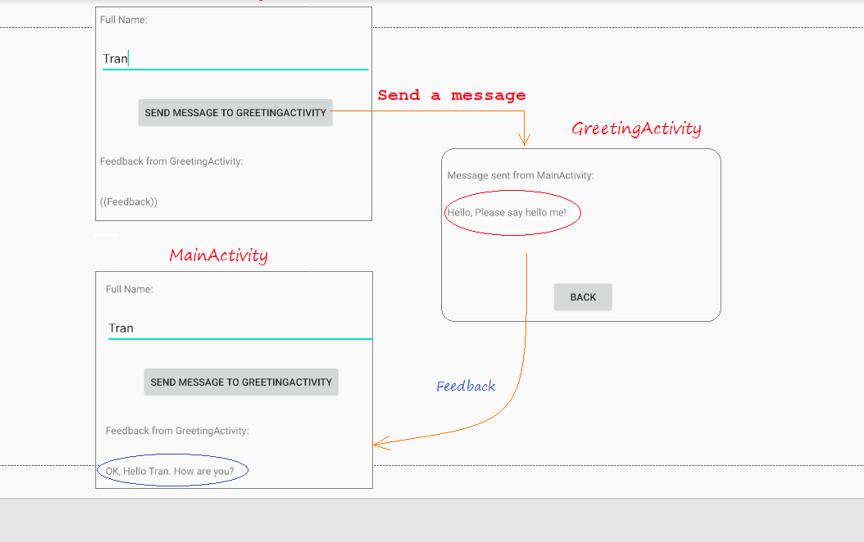 Full Name:
Tran
SEND MESSAGE TO GREETINGACTIVITY
Send a message
Feedback from GreetingActivity:
((Feedback))
GreetingActivity
Message sent from MainActivity:
Hello, Please say hello me!
BACK
MainActivity
Full Name:
Tran
SEND MESSAGE TO GREETINGACTIVITY
Feedback
Feedback from GreetingActivity:
OK, Hello Tran. How are you?